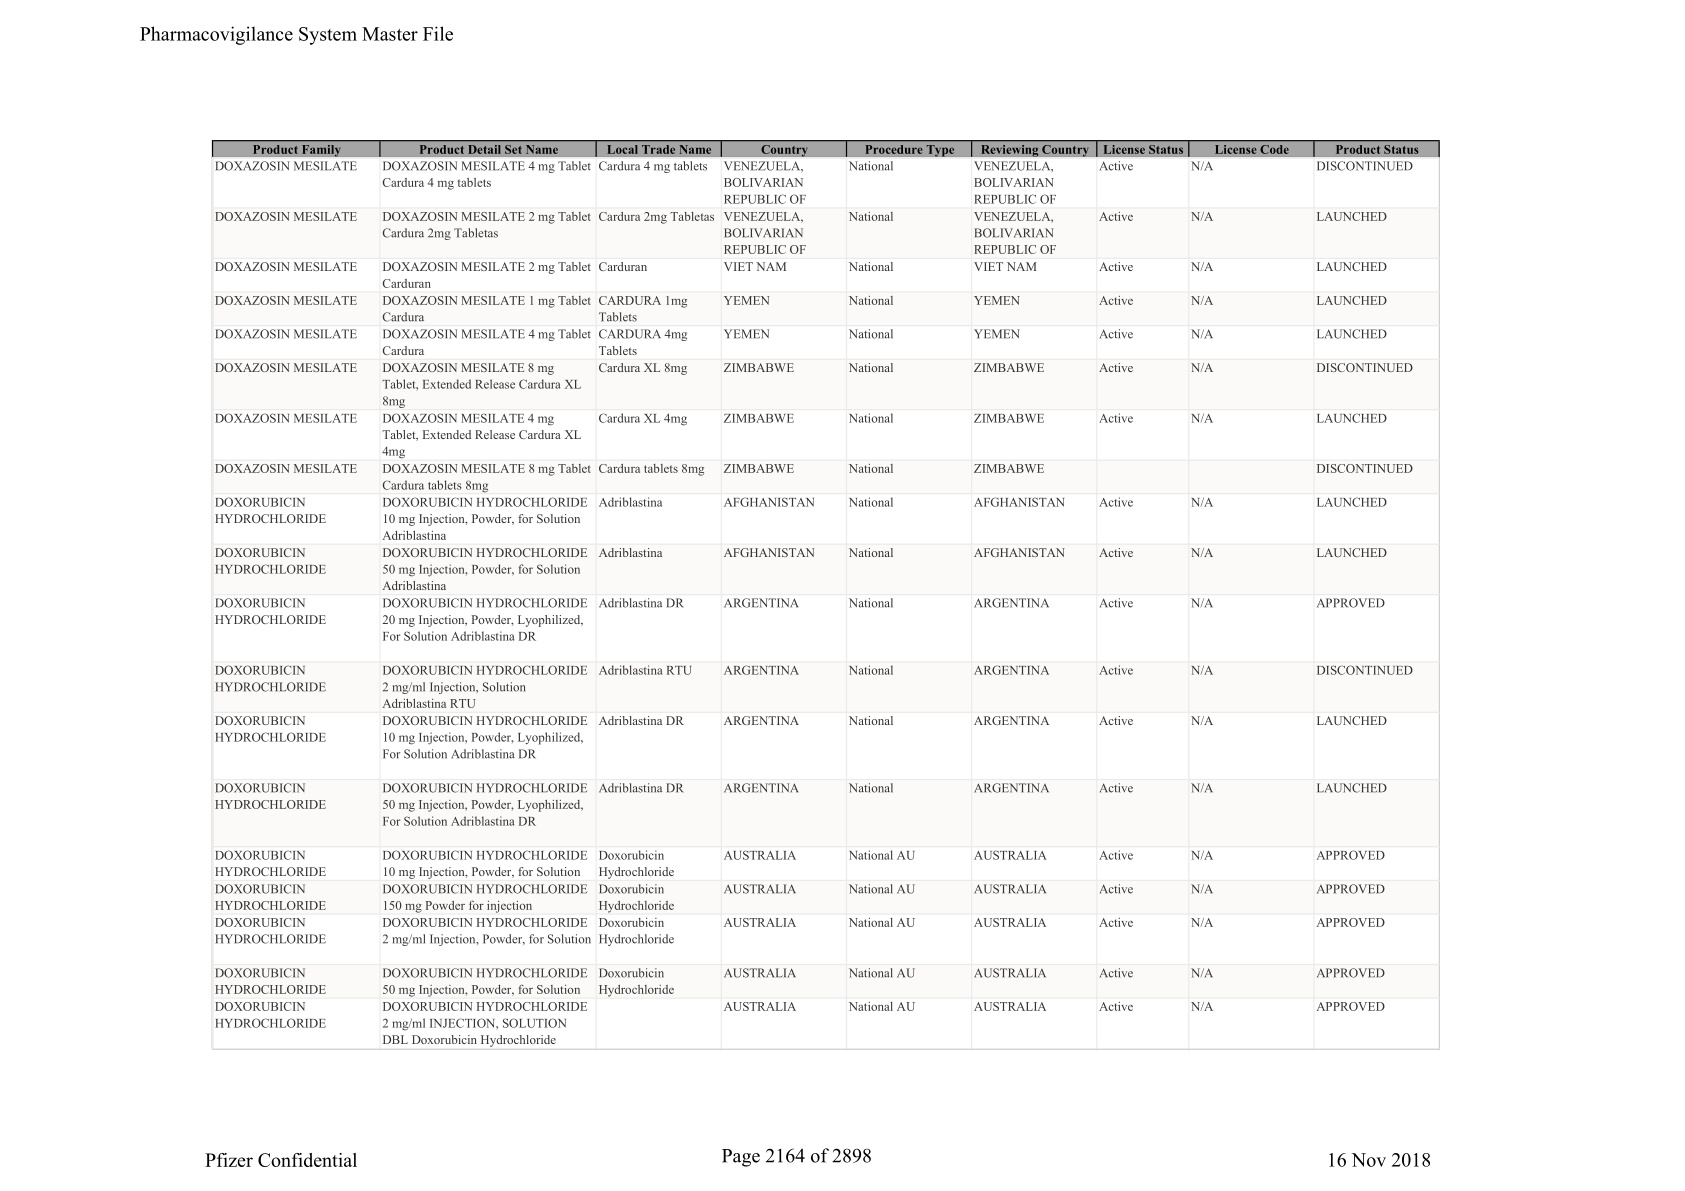 Pharmacovigilance System Master File
Product Family Product Detail Set Name Local Trade Name Country Procedure Type Reviewing Country License Status License Code Product Status
DOXAZOSIN MESILATE DOXAZOSIN MESILATE 4 mg Tablet Cardura 4 mg tablets VENEZUELA, National VENEZUELA, Active N/A DISCONTINUED
Cardura 4 mg tablets BOLIVARIAN BOLIVARIAN
REPUBLIC OF REPUBLIC OF
DOXAZOSIN MESILATE DOXAZOSIN MESILATE 2 mg Tablet Cardura 2mg Tabletas VENEZUELA, National VENEZUELA, Active N/A LAUNCHED
Cardura 2mg Tabletas BOLIVARIAN BOLIVARIAN
REPUBLIC OF REPUBLIC OF
DOXAZOSIN MESILATE DOXAZOSIN MESILATE 2 mg Tablet Carduran VIET NAM National VIET NAM Active N/A LAUNCHED
Carduran
DOXAZOSIN MESILATE DOXAZOSIN MESILATE 1 mg Tablet CARDURA 1mg YEMEN National YEMEN Active N/A LAUNCHED
Cardura Tablets
DOXAZOSIN MESILATE DOXAZOSIN MESILATE 4 mg Tablet CARDURA 4mg YEMEN National YEMEN Active N/A LAUNCHED
Cardura Tablets
DOXAZOSIN MESILATE DOXAZOSIN MESILATE 8 mg Cardura XL 8mg ZIMBABWE National ZIMBABWE Active N/A DISCONTINUED
Tablet, Extended Release Cardura XL
8mg
DOXAZOSIN MESILATE DOXAZOSIN MESILATE 4 mg Cardura XL 4mg ZIMBABWE National ZIMBABWE Active N/A LAUNCHED
Tablet, Extended Release Cardura XL
4mg
DOXAZOSIN MESILATE DOXAZOSIN MESILATE 8 mg Tablet Cardura tablets 8mg ZIMBABWE National ZIMBABWE DISCONTINUED
Cardura tablets 8mg
DOXORUBICIN DOXORUBICIN HYDROCHLORIDE Adriblastina AFGHANISTAN National AFGHANISTAN Active N/A LAUNCHED
HYDROCHLORIDE 10 mg Injection, Powder, for Solution
Adriblastina
DOXORUBICIN DOXORUBICIN HYDROCHLORIDE Adriblastina AFGHANISTAN National AFGHANISTAN Active N/A LAUNCHED
HYDROCHLORIDE 50 mg Injection, Powder, for Solution
Adriblastina
DOXORUBICIN DOXORUBICIN HYDROCHLORIDE Adriblastina DR ARGENTINA National ARGENTINA Active N/A APPROVED
HYDROCHLORIDE 20 mg Injection, Powder, Lyophilized,
For Solution Adriblastina DR
DOXORUBICIN DOXORUBICIN HYDROCHLORIDE Adriblastina RTU ARGENTINA National ARGENTINA Active N/A DISCONTINUED
HYDROCHLORIDE 2 mg/ml Injection, Solution
Adriblastina RTU
DOXORUBICIN DOXORUBICIN HYDROCHLORIDE Adriblastina DR ARGENTINA National ARGENTINA Active N/A LAUNCHED
HYDROCHLORIDE 10 mg Injection, Powder, Lyophilized,
For Solution Adriblastina DR
DOXORUBICIN DOXORUBICIN HYDROCHLORIDE Adriblastina DR ARGENTINA National ARGENTINA Active N/A LAUNCHED
HYDROCHLORIDE 50 mg Injection, Powder, Lyophilized,
For Solution Adriblastina DR
DOXORUBICIN DOXORUBICIN HYDROCHLORIDE Doxorubicin AUSTRALIA National AU AUSTRALIA Active N/A APPROVED
HYDROCHLORIDE 10 mg Injection, Powder, for Solution Hydrochloride
DOXORUBICIN DOXORUBICIN HYDROCHLORIDE Doxorubicin AUSTRALIA National AU AUSTRALIA Active N/A APPROVED
HYDROCHLORIDE 150 mg Powder for injection Hydrochloride
DOXORUBICIN DOXORUBICIN HYDROCHLORIDE Doxorubicin AUSTRALIA National AU AUSTRALIA Active N/A APPROVED
HYDROCHLORIDE 2 mg/ml Injection, Powder, for Solution Hydrochloride
DOXORUBICIN DOXORUBICIN HYDROCHLORIDE Doxorubicin AUSTRALIA National AU AUSTRALIA Active N/A APPROVED
HYDROCHLORIDE 50 mg Injection, Powder, for Solution Hydrochloride
DOXORUBICIN DOXORUBICIN HYDROCHLORIDE AUSTRALIA National AU AUSTRALIA Active N/A APPROVED
HYDROCHLORIDE 2 mg/ml INJECTION, SOLUTION
DBL Doxorubicin Hydrochloride
Pfizer Confidential Page 2164 of 2898 16 Nov 2018